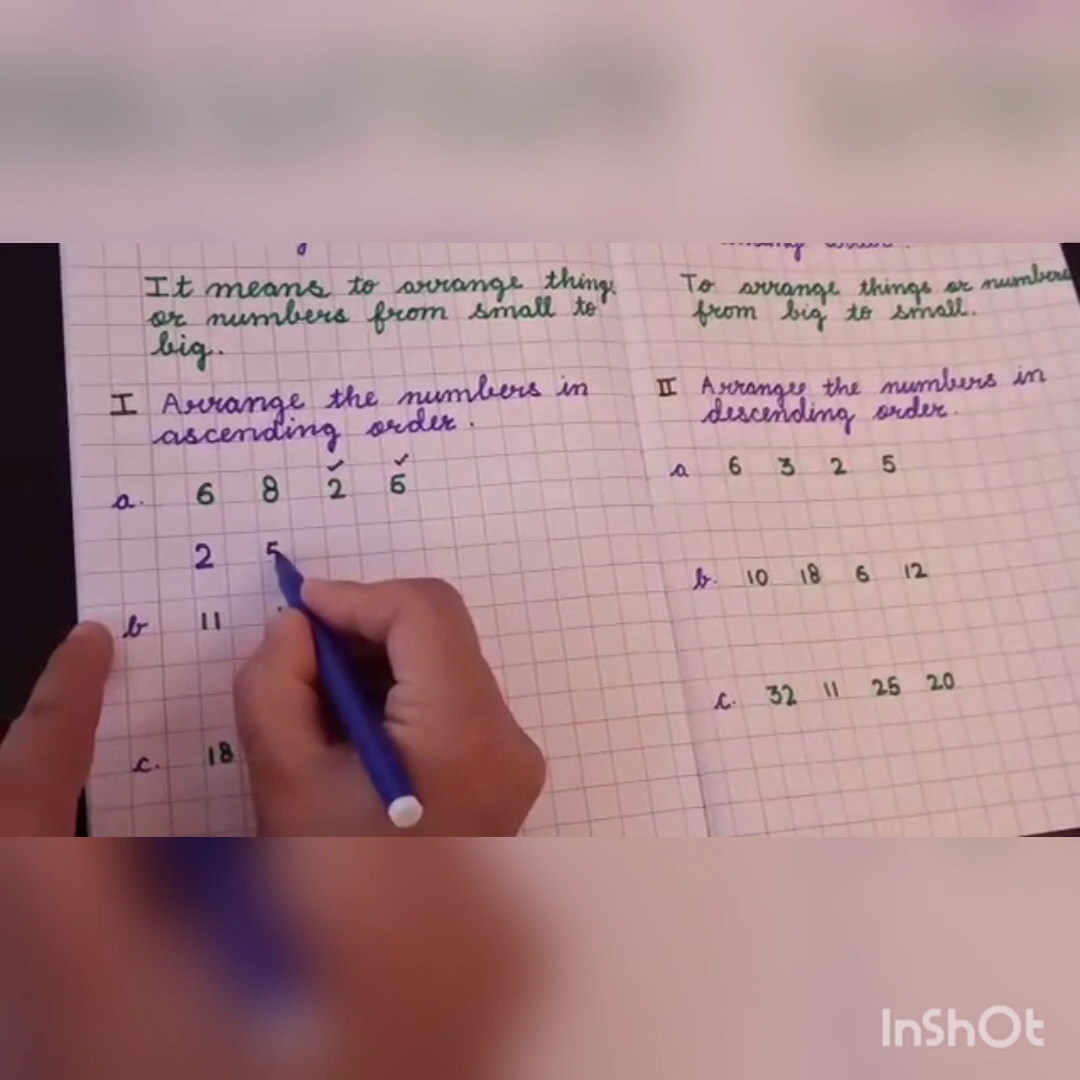 It means to arrange things
or numbers from small to
big.
I Arrange the numbers in
ascending order.
a. 6 8 2 5
2 5
b 11
c. 18
order.
To arrange things or numbers
from big to small.
II Arranges the numbers in
descending order.
a 6 3 2 5
b. 10 18 6 12
c. 32 11 25 20
InShOt